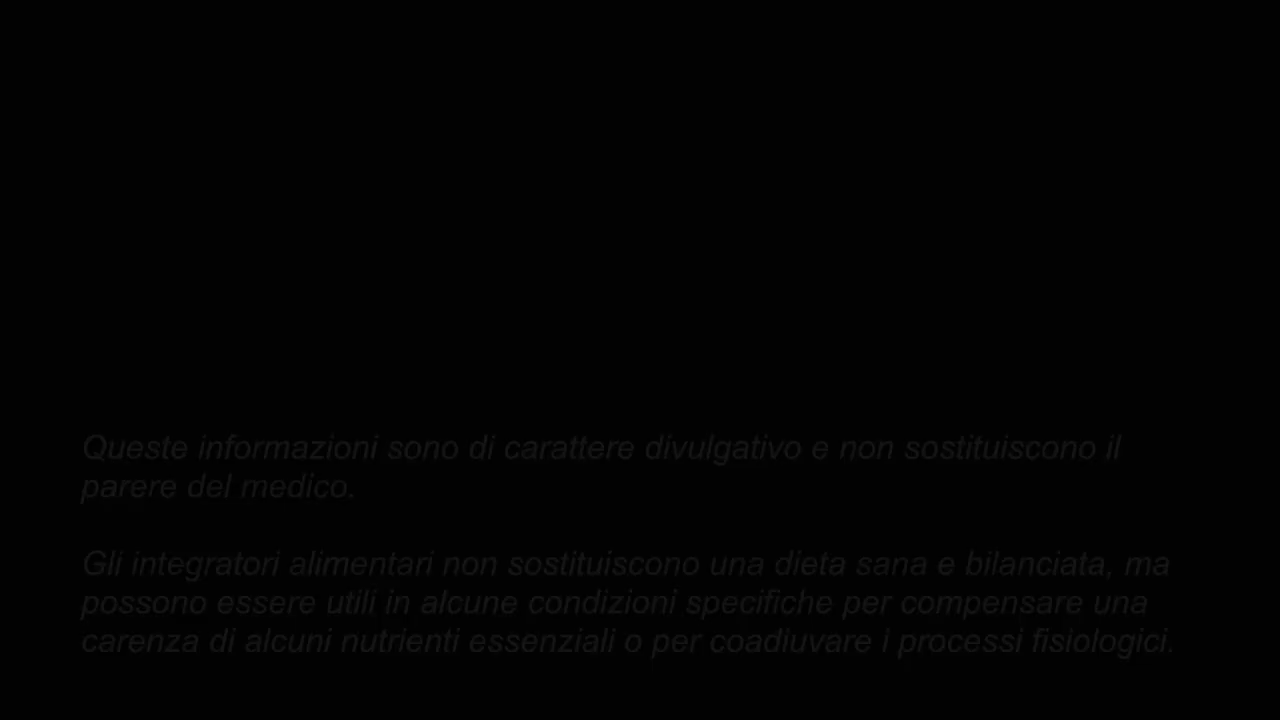 Queste informazioni sono di carattere divulgativo e non sostituiscono il
parere del medico.
Gli integratori alimentari non sostituiscono una dieta sana e bilanciata, ma
possono essere utili in alcune condizioni specifiche per compensare una
carenza di alcuni nutrienti essenziali o per coadiuvare i processi fisiologici.